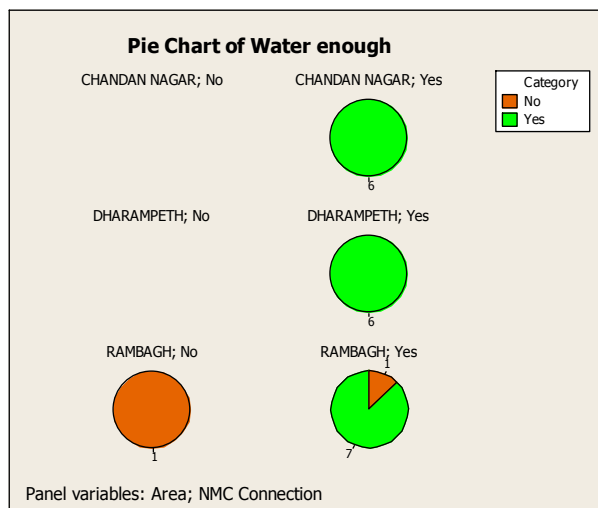 Pie Chart of Water enough
CHANDAN NAGAR; No
CHANDAN NAGAR; Yes
Category
No
Yes
6
DHARAMPETH; No
DHARAMPETH; Yes
6
RAMBAGH; No
RAMBAGH; Yes
1
1
7
Panel variables: Area; NMC Connection